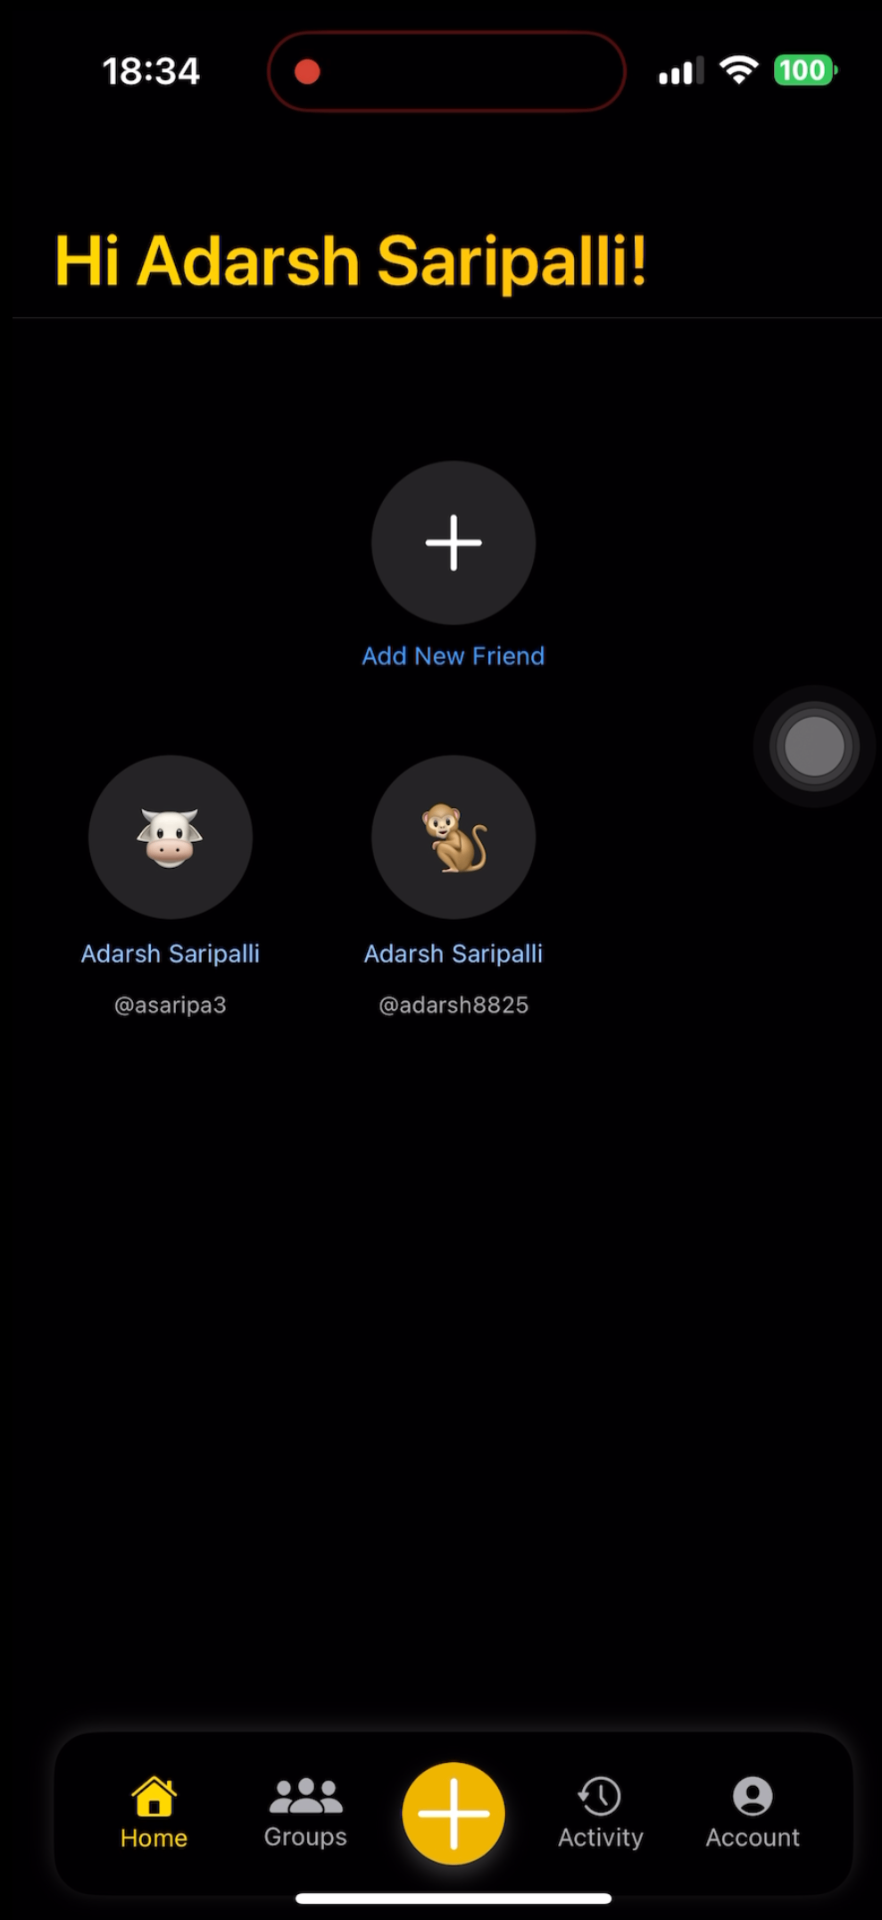 18:34
100
Hi Adarsh Saripalli!
Add New Friend
Adarsh Saripalli
@asaripa3
Adarsh Saripalli
@adarsh8825
Home
Groups
Activity
Account